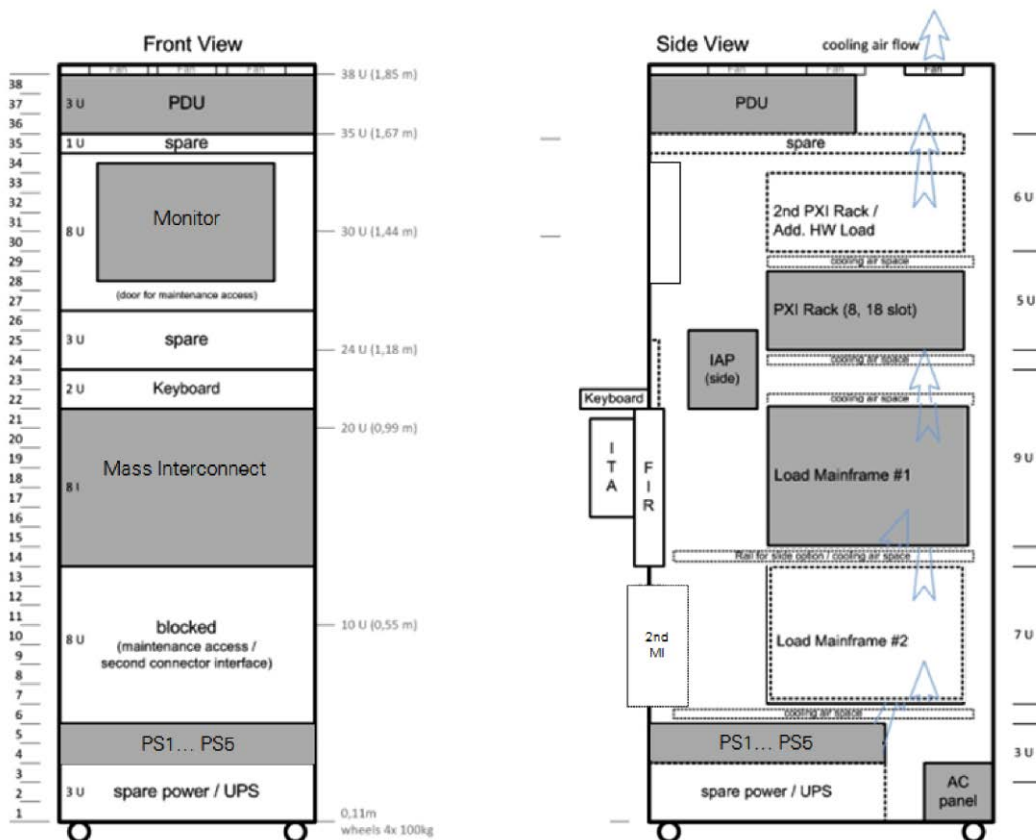 Front View
Fan Fan Fan
38
37
36
35
34
33
32
31
30
29
28
27
26
25
24
23
22
21
20
19
18
17
16
15
14
13
12
11
10
9
8
7
6
5
4
3
2
1
3 U PDU
1 U spare
8 U Monitor
(door for maintenance access)
3 U spare
2 U Keyboard
8 I Mass Interconnect
8 U blocked
(maintenance access /
second connector interface)
PS1... PS5
3 U spare power / UPS
38 U (1,85 m)
35 U (1,67 m)
30 U (1,44 m)
24 U (1,18 m)
20 U (0,99 m)
10 U (0,55 m)
0,11m
wheels 4x 100kg
Side View
cooling air flow
Fan Fan Fan
PDU
spare
2nd PXI Rack /
Add. HW Load
cooling air space
PXI Rack (8, 18 slot)
cooling air space
IAP
(side)
cooling air space
Keyboard
ITA
FIR
Load Mainframe #1
Rail for slide option / cooling air space
2nd
MI
Load Mainframe #2
cooling air space
PS1... PS5
spare power / UPS
AC
panel
6 U
5 U
9 U
7 U
3 U